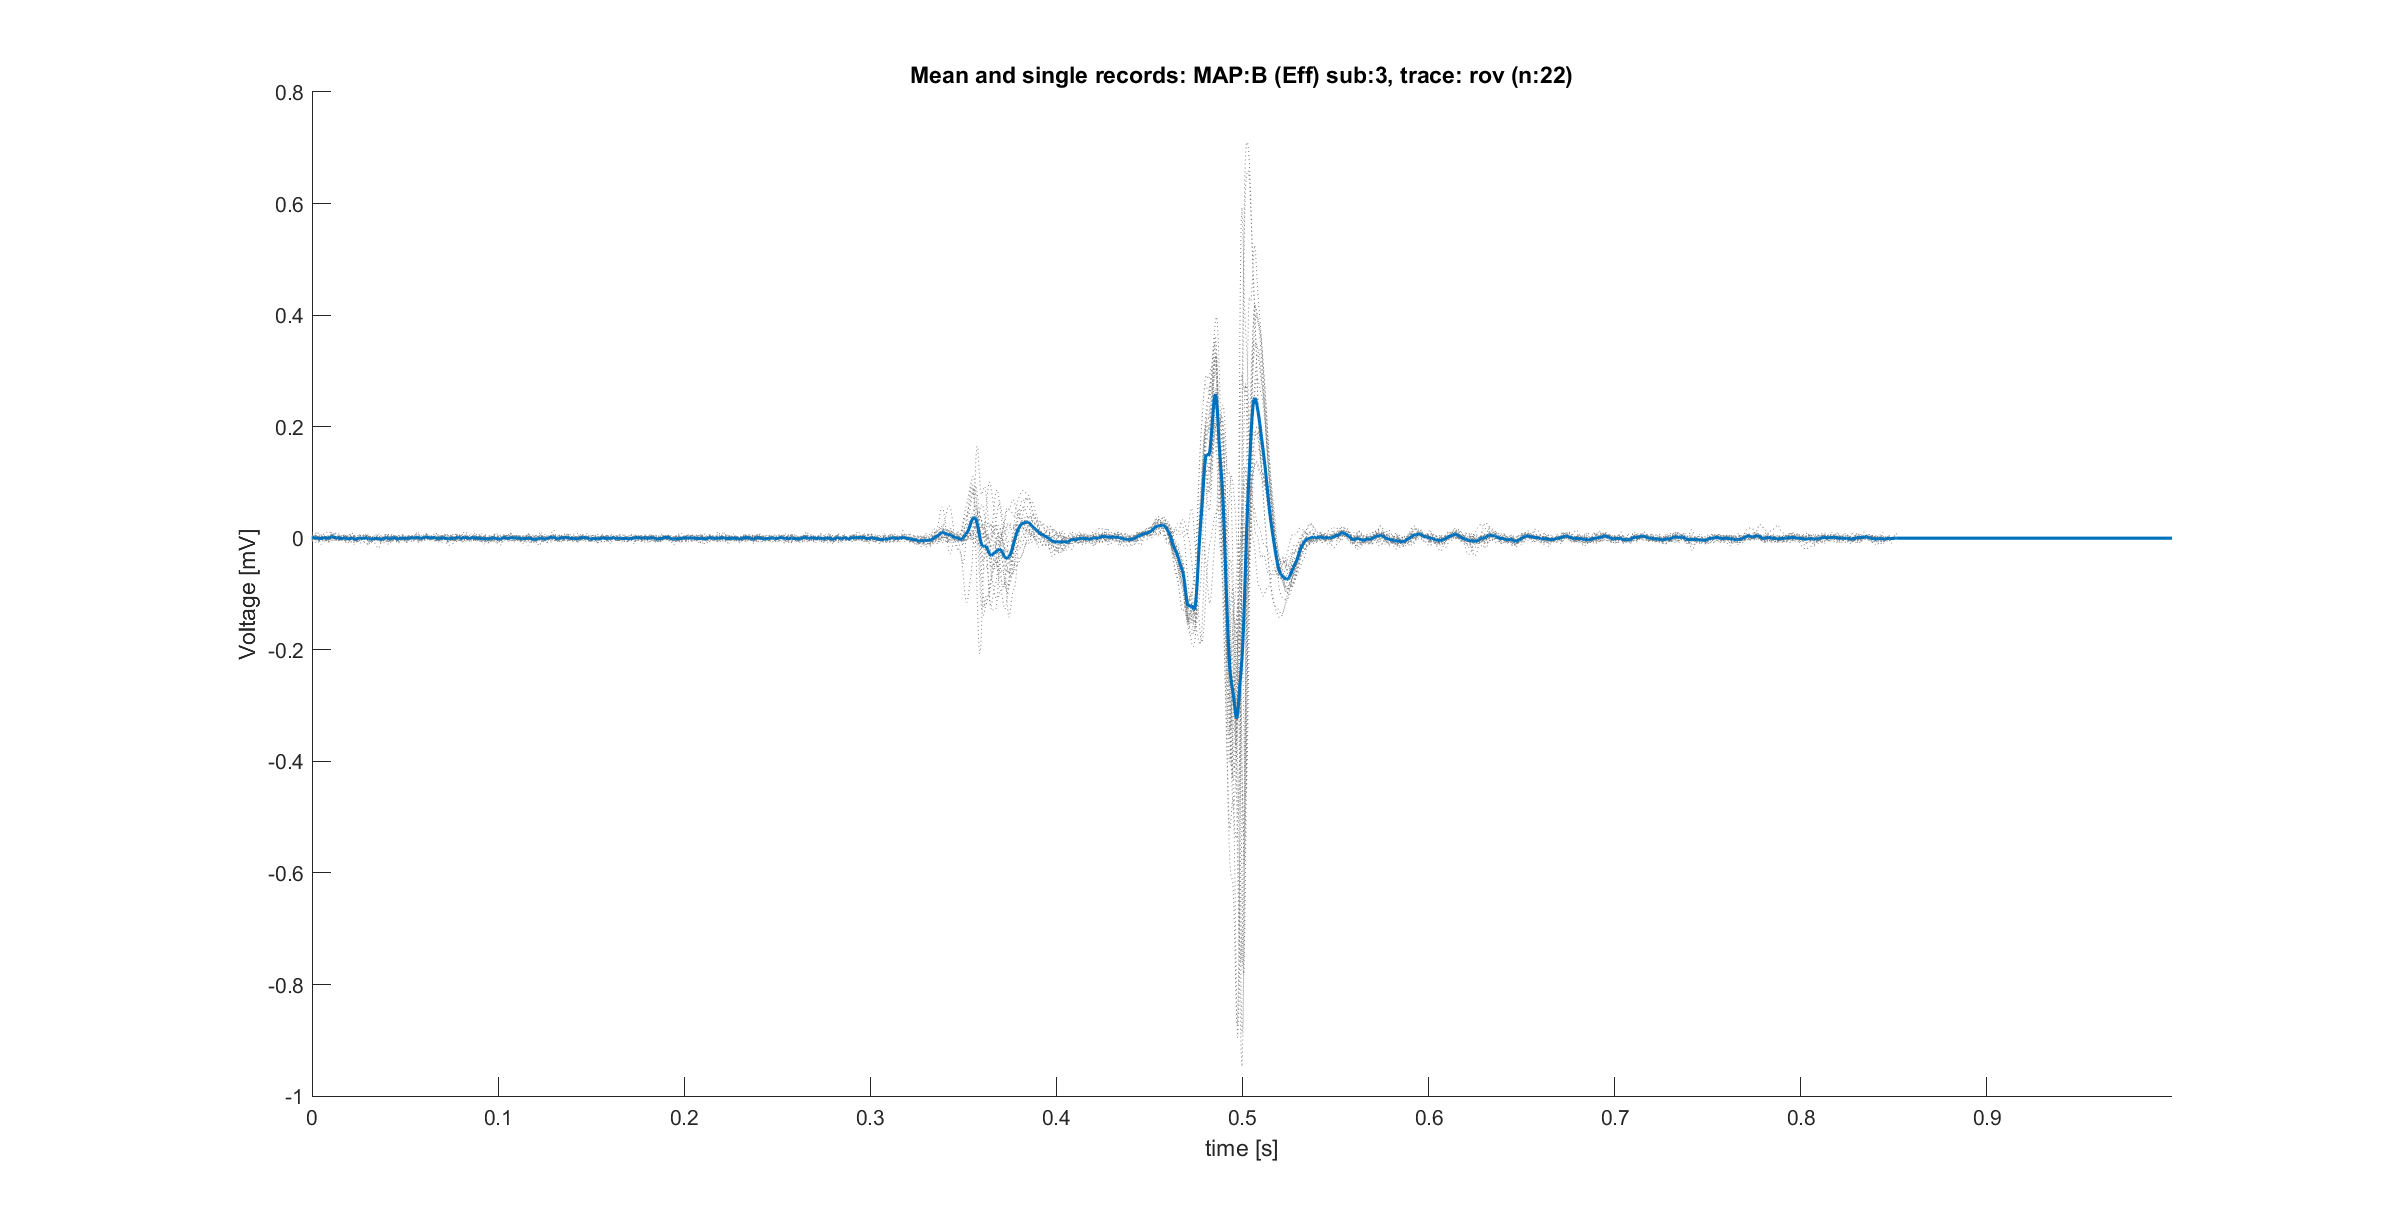 Mean and single records: MAP:B (Eff) sub:3, trace: rov (n:22)
0.8
0.6
0.4
0.2
0
-0.2
-0.4
-0.6
-0.8
-1
Voltage [mV]
0 0.1 0.2 0.3 0.4 0.5 0.6 0.7 0.8 0.9
time [s]